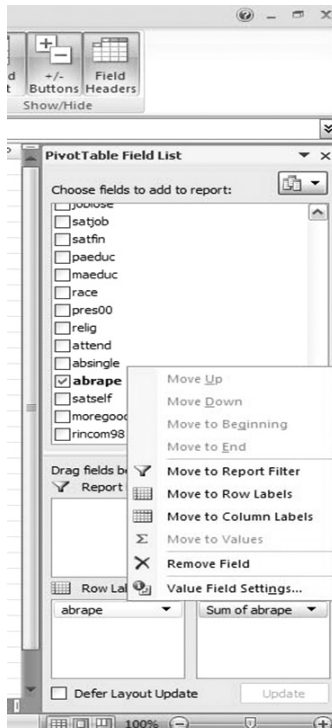 +/-
Buttons
Field
Headers
Show/Hide
PivotTable Field List
Choose fields to add to report:
joblose
satjob
satfin
paeduc
maeduc
race
pres00
relig
attend
absingle
abrape
satself
moregood
rincom98
Move Up
Move Down
Move to Beginning
Move to End
Move to Report Filter
Move to Row Labels
Move to Column Labels
Σ Move to Values
Remove Field
Value Field Settings...
Drag fields be
Report
Row Lab
abrape
Sum of abrape
Defer Layout Update
Update
100%